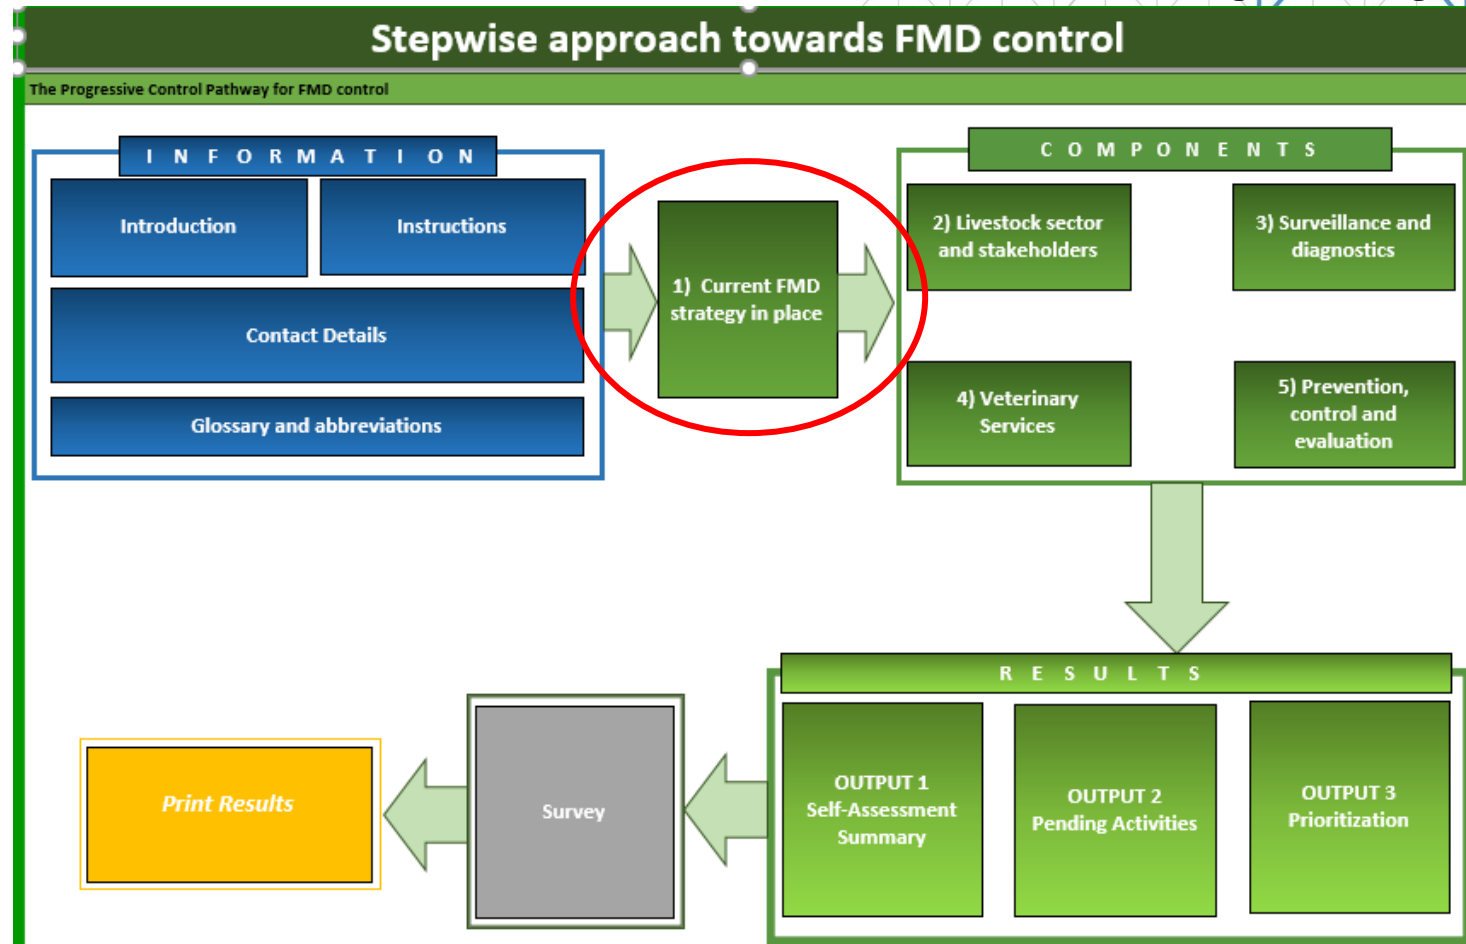 Stepwise approach towards FMD control
The Progressive Control Pathway for FMD control
INFORMATION
Introduction
Instructions
Contact Details
Glossary and abbreviations
1) Current FMD
strategy in place
COMPONENTS
2) Livestock sector
and stakeholders
3) Surveillance and
diagnostics
4) Veterinary
Services
5) Prevention,
control and
evaluation
RESULTS
OUTPUT 1
Self-Assessment
Summary
OUTPUT 2
Pending Activities
OUTPUT 3
Prioritization
Survey
Print Results